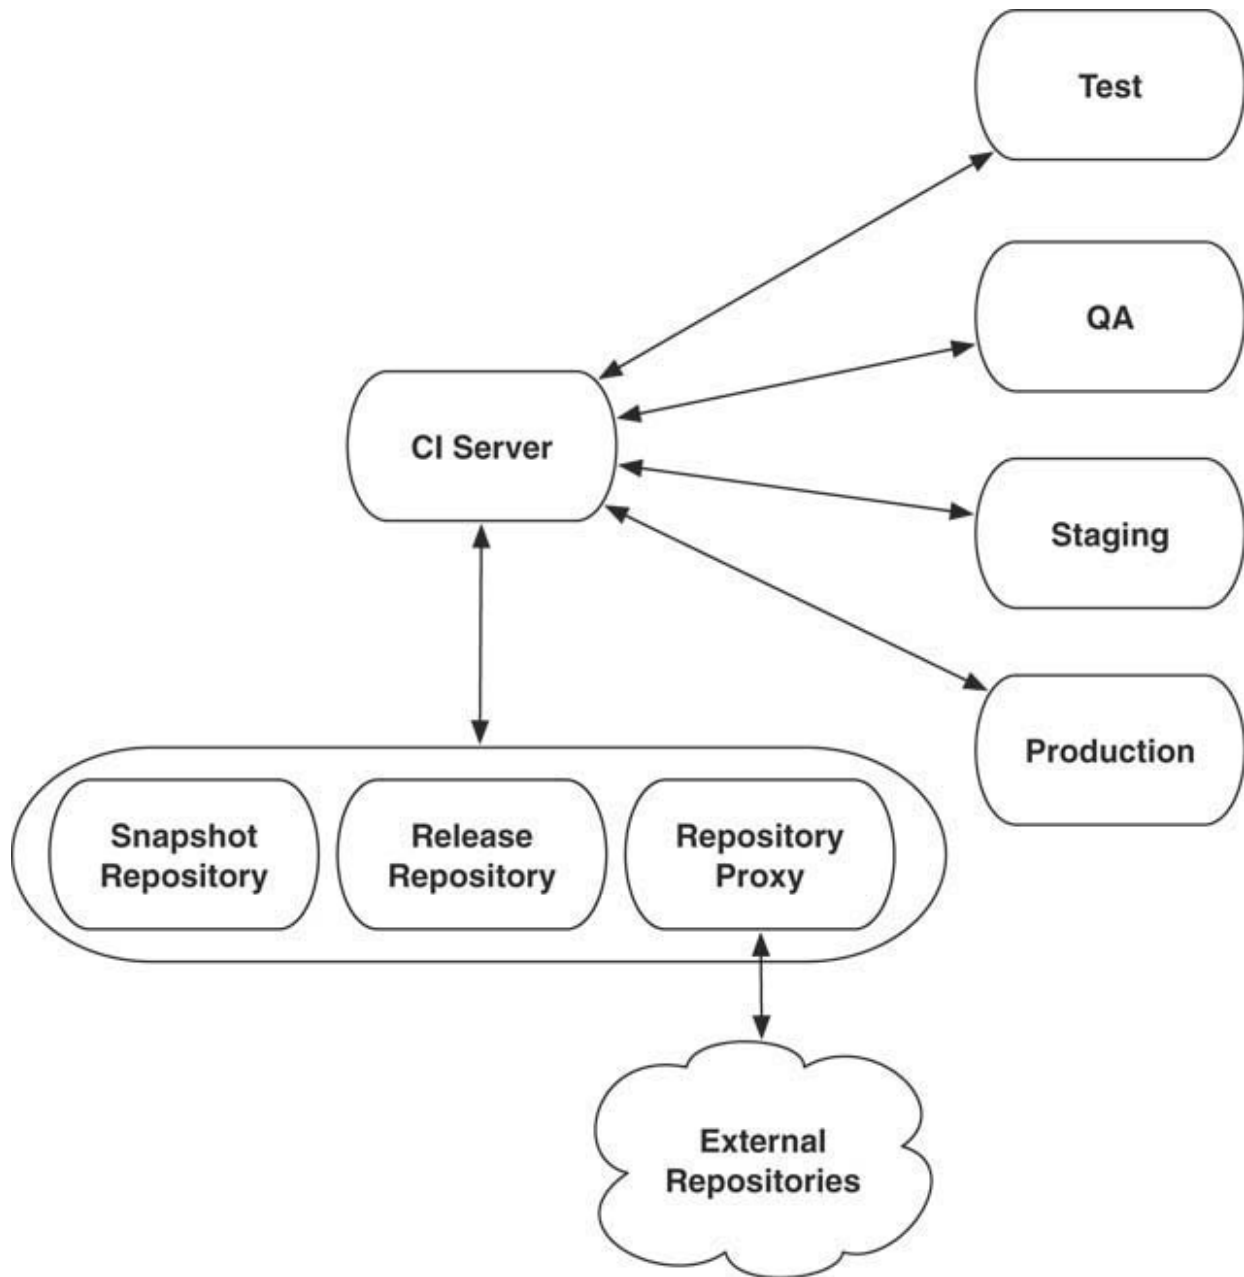 Test
QA
CI Server
Staging
Production
Snapshot
Repository
Release
Repository
Repository
Proxy
External
Repositories